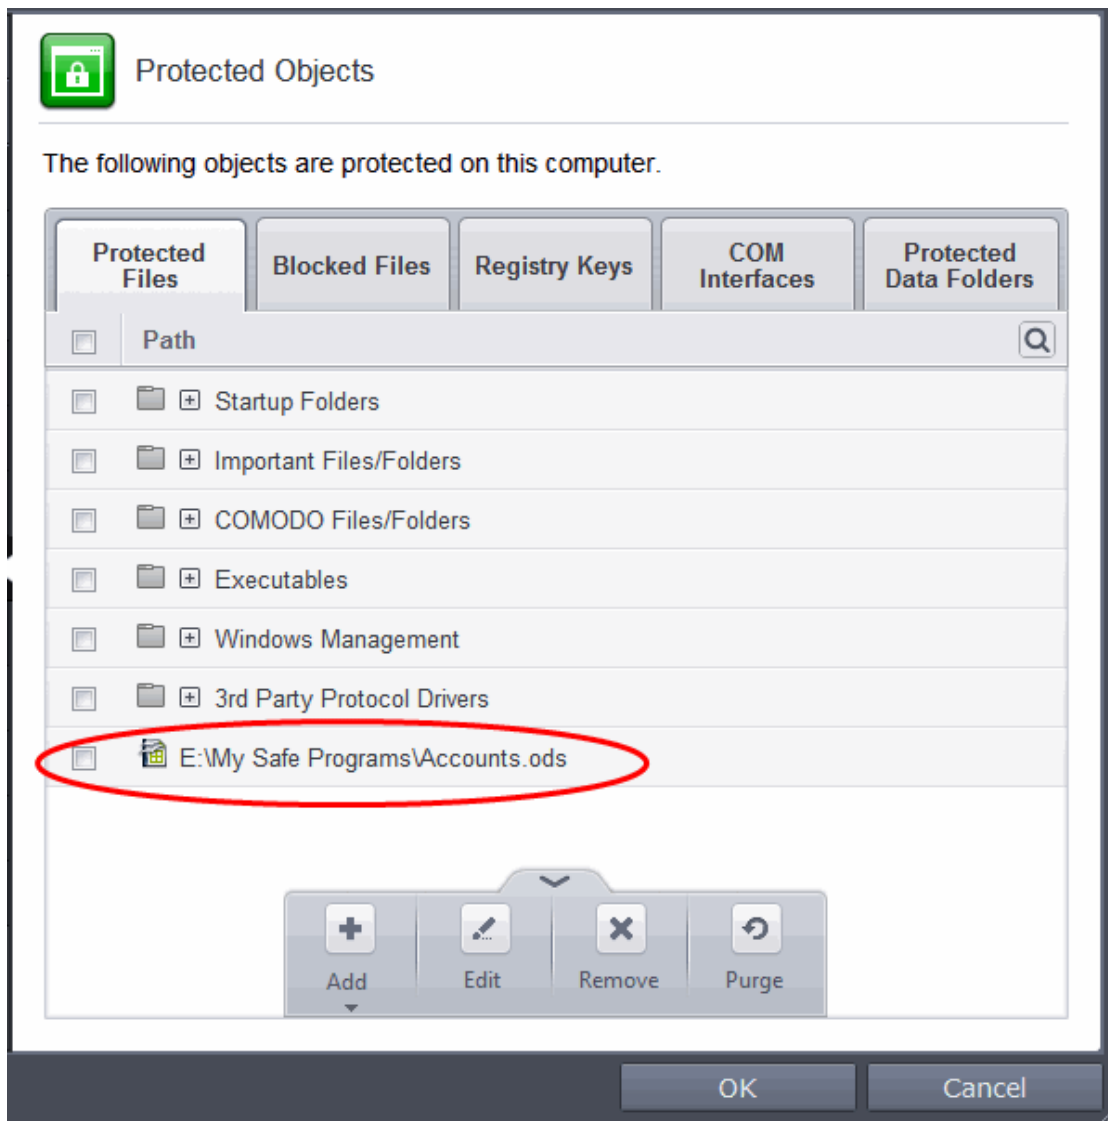 Protected Objects
The following objects are protected on this computer.
Protected
Files
Blocked Files
Registry Keys
COM
Interfaces
Protected
Data Folders
Path
Startup Folders
Important Files/Folders
COMODO Files/Folders
Executables
Windows Management
3rd Party Protocol Drivers
E:\My Safe Programs\Accounts.ods
Add
Edit
Remove
Purge
OK
Cancel